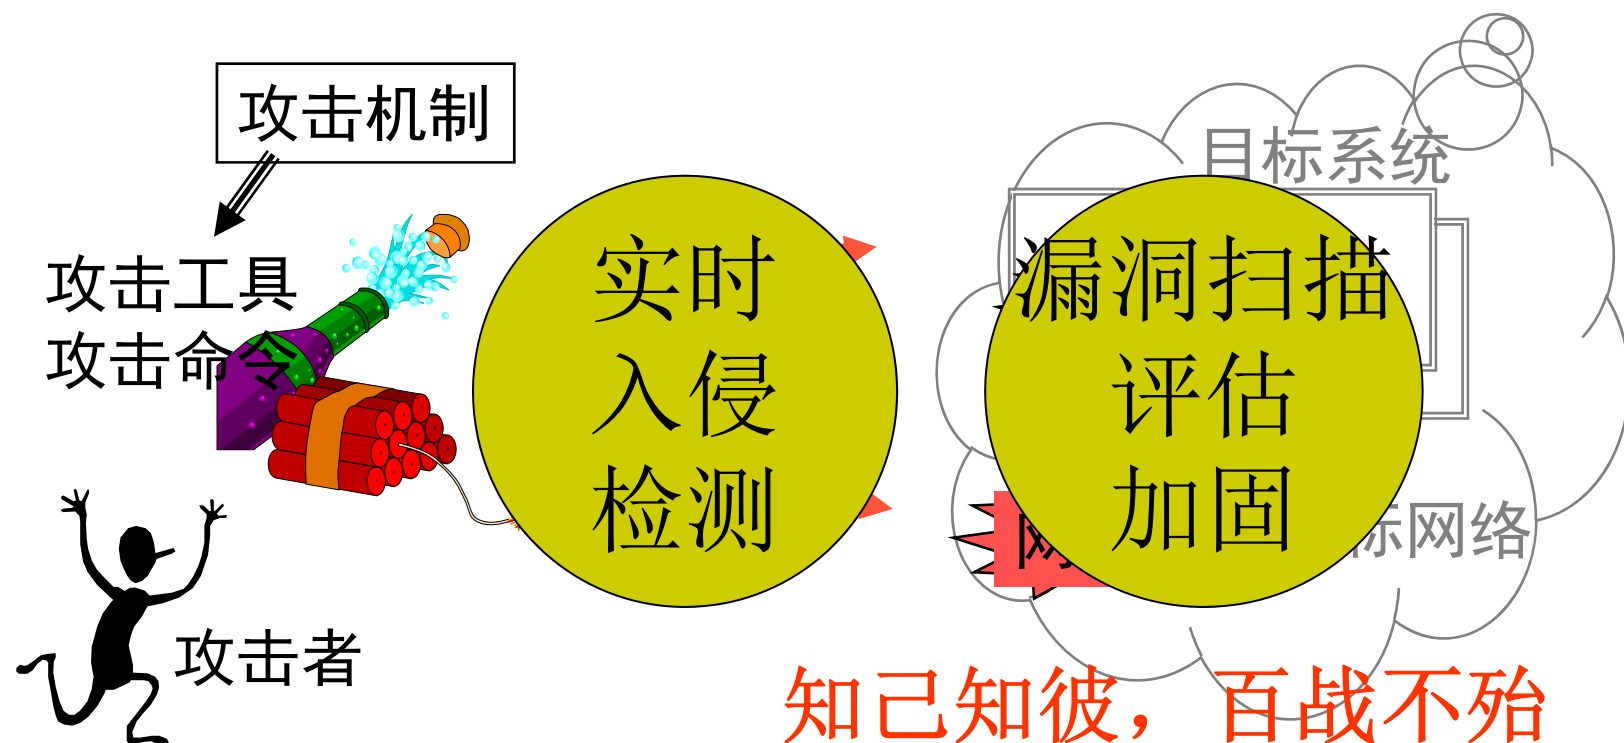 攻击机制
目标系统
攻击工具
攻击命令
实时
入侵
检测
漏洞扫描
评估
加固
网
标网络
攻击者
知己知彼，百战不殆